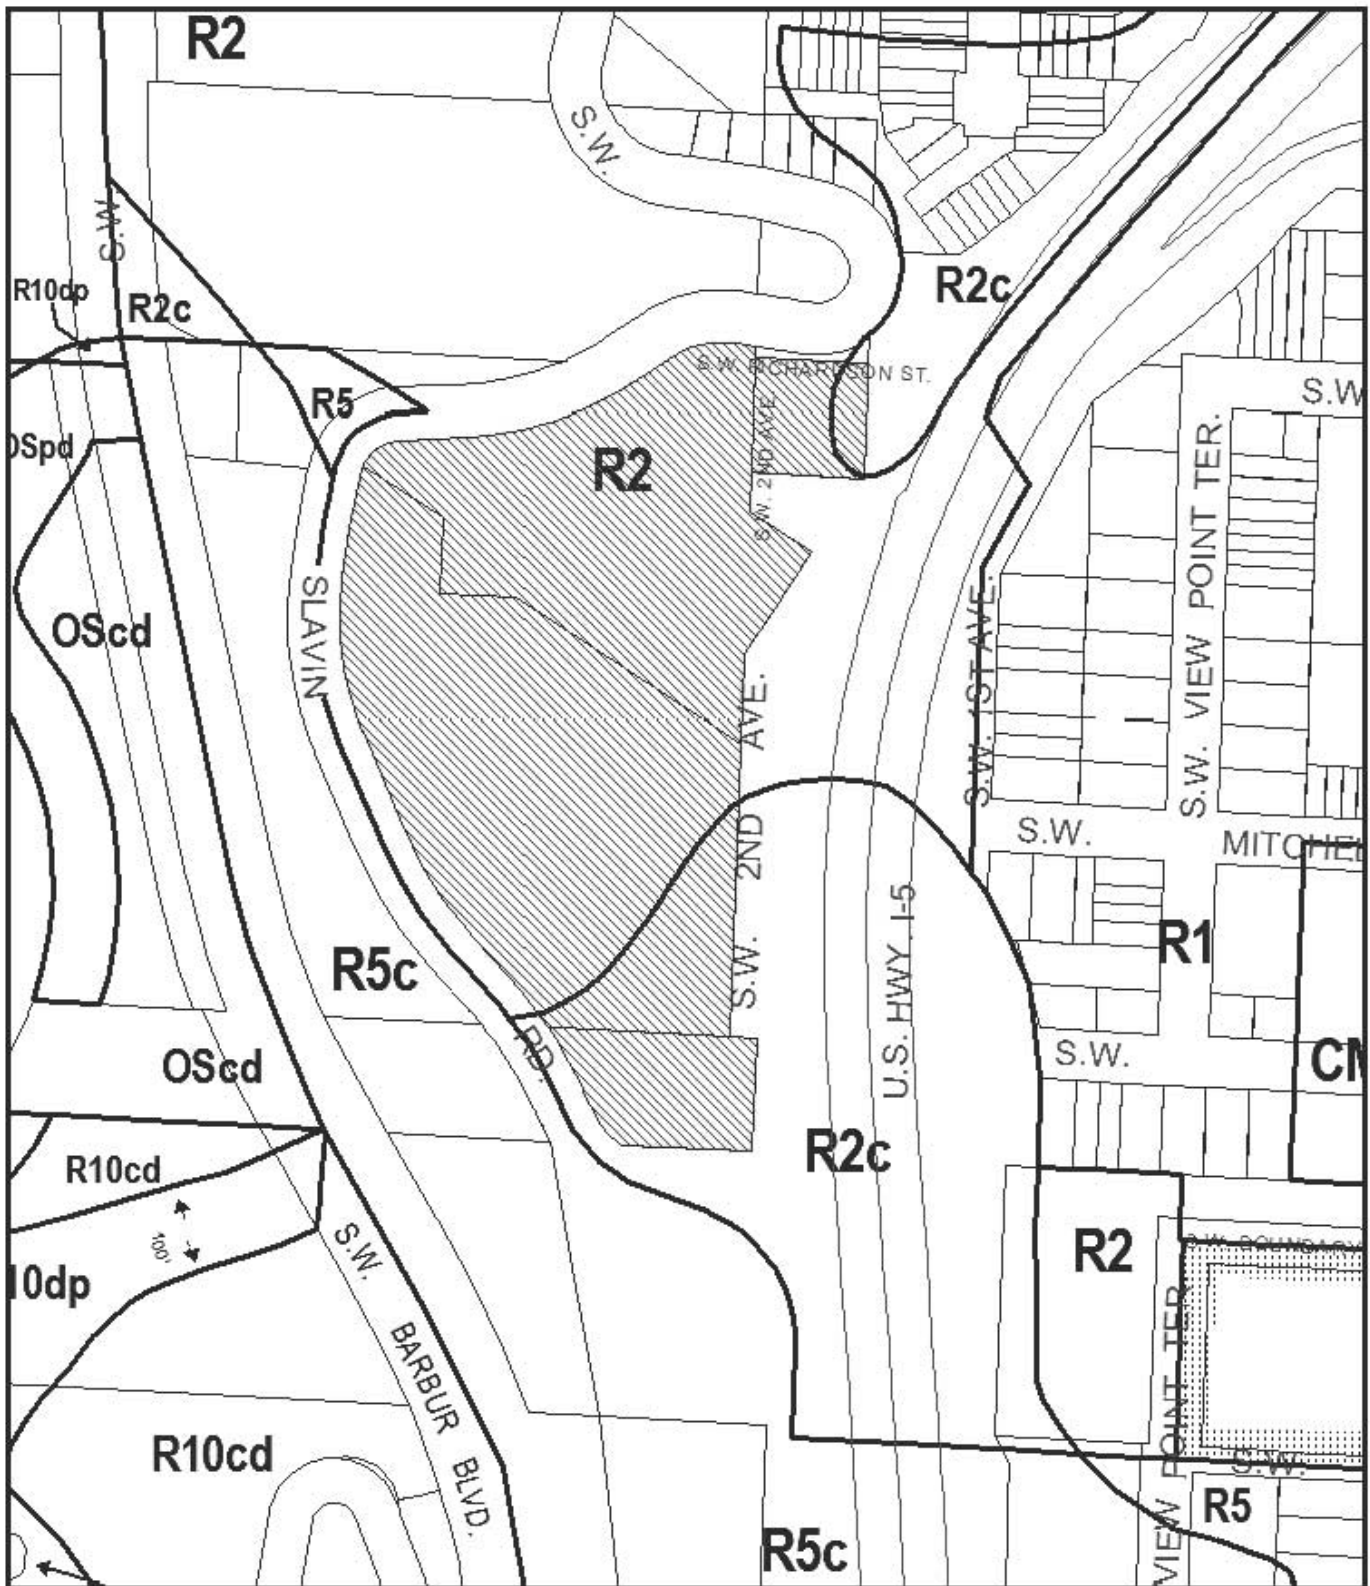 R2
S.W.
S.W.
R10dp
R2c
R2c
R5
S.W. RICHARDSON ST.
S.W.
OSpd
R2
S.W. 2ND AVE
S.W. VIEW POINT TER.
OScd
SLAVIN
S.W. 1ST AVE.
S.W. 2ND AVE.
S.W.
MITCHEL
U.S. HWY. I-5
R1
R5c
RD.
OScd
S.W.
CM
R2c
R10cd
100'
R2
S.W. BOUNDARY
10dp
S.W. BARBUR BLVD.
VIEW POINT TER
R10cd
S.W.
R5
R5c